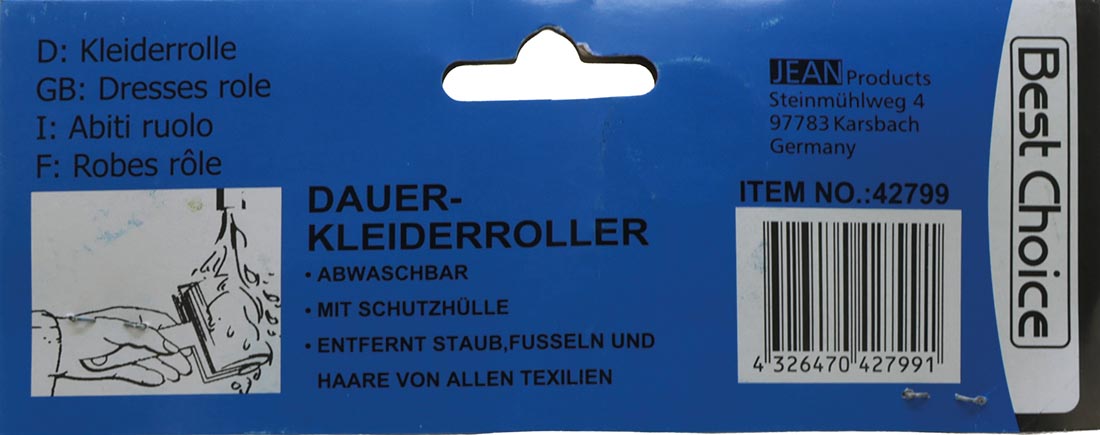 D: Kleiderrolle
GB: Dresses role
I: Abiti ruolo
F: Robes rôle
DAUER-
KLEIDERROLLER
• ABWASCHBAR
• MIT SCHUTZHÜLLE
• ENTFERNT STAUB,FUSSELN UND
HAARE VON ALLEN TEXILIEN
JEAN Products
Steinmühlweg 4
97783 Karsbach
Germany
ITEM NO.:42799
4 326470 427991
Best Choice